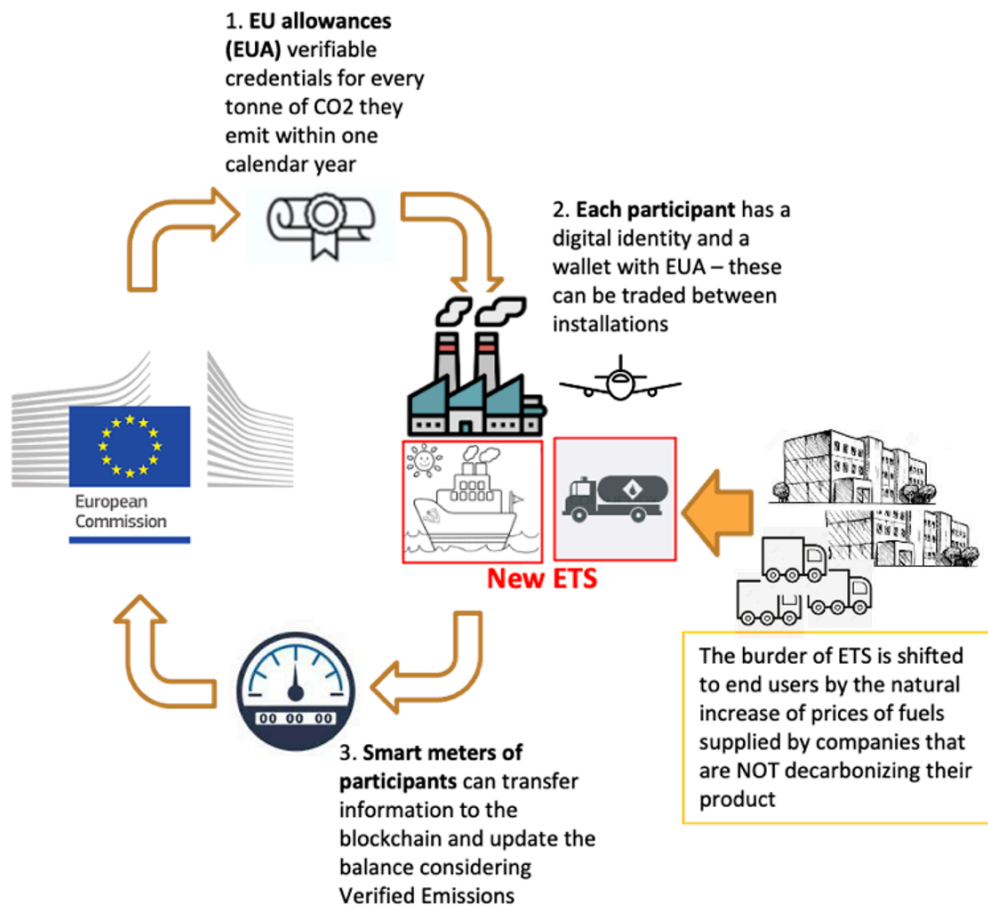 1. EU allowances
(EUA) verifiable
credentials for every
tonne of CO2 they
emit within one
calendar year
2. Each participant has a
digital identity and a
wallet with EUA – these
can be traded between
installations
European
Commission
New ETS
The burder of ETS is shifted
to end users by the natural
increase of prices of fuels
supplied by companies that
are NOT decarbonizing their
product
00 00 00
3. Smart meters of
participants can transfer
information to the
blockchain and update the
balance considering
Verified Emissions